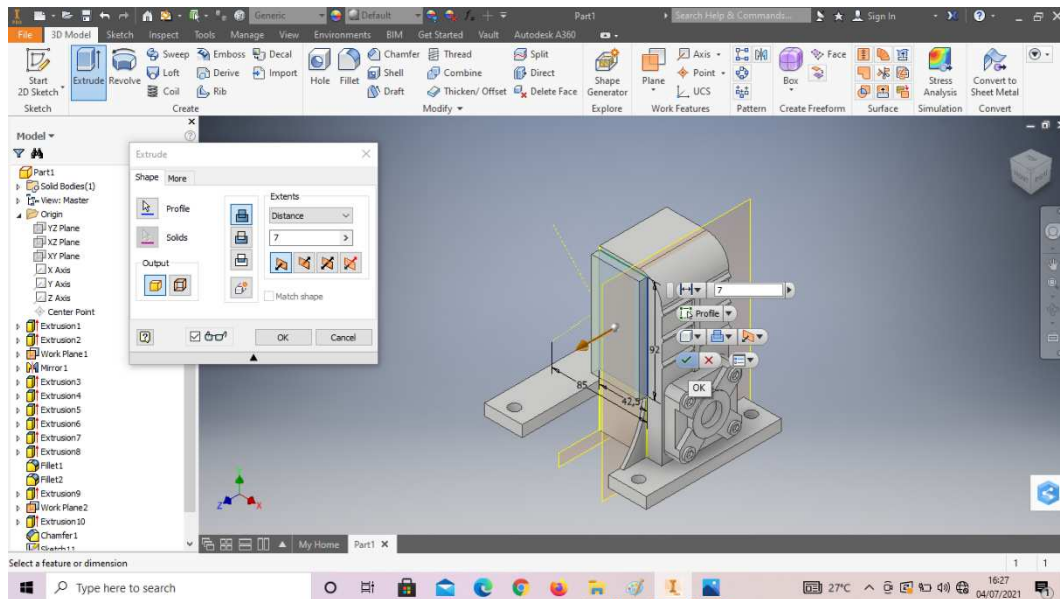 Generic
Default
Part1
Search Help & Commands...
Sign In
File
3D Model
Sketch
Inspect
Tools
Manage
View
Environments
BIM
Get Started
Vault
Autodesk A360
Start
2D Sketch
Extrude
Revolve
Sweep
Loft
Coil
Emboss
Derive
Rib
Decal
Import
Hole
Fillet
Chamfer
Shell
Draft
Thread
Combine
Thicken/ Offset
Split
Direct
Delete Face
Shape
Generator
Plane
Axis
Point
UCS
Box
Face
Stress
Analysis
Convert to
Sheet Metal
Sketch
Create
Modify
Explore
Work Features
Pattern
Create Freeform
Surface
Simulation
Convert
Model
Part1
Solid Bodies(1)
View: Master
Origin
YZ Plane
XZ Plane
XY Plane
X Axis
Y Axis
Z Axis
Center Point
Extrusion1
Extrusion2
Work Plane1
Mirror1
Extrusion3
Extrusion4
Extrusion5
Extrusion6
Extrusion7
Extrusion8
Fillet1
Fillet2
Extrusion9
Work Plane2
Extrusion10
Chamfer1
Sketch11
Extrude
Shape
More
Profile
Solids
Output
Extents
Distance
7
Match shape
OK
Cancel
7
Profile
OK
92
85
42,5
Y
Z
X
My Home
Part1
Select a feature or dimension
1
1
Type here to search
27°C
16:27
04/07/2021